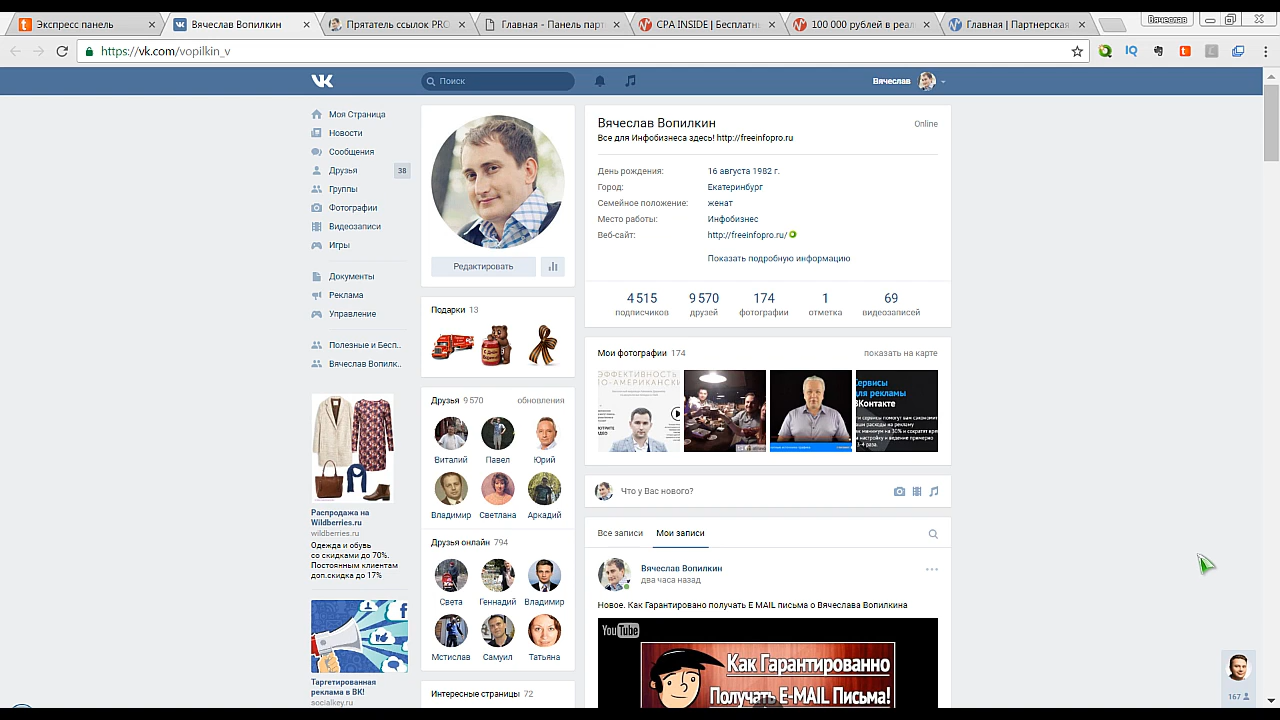 Экспресс панель
Вячеслав Вопилкин
Прятатель ссылок PRO
Главная - Панель пар
CPA INSIDE | Бесплатн
100 000 рублей в реал
Главная | Партнерская
Вячеслав
https://vk.com/vopilkin_v
Поиск
Вячеслав
Моя Страница
Новости
Сообщения
Друзья 38
Группы
Фотографии
Видеозаписи
Игры
Документы
Реклама
Управление
Полезные и Бесп..
Вячеслав Вопилк..
Распродажа на
Wildberries.ru
wildberries.ru
Одежда и обувь
со скидками до 70%.
Постоянным клиентам
доп.скидка до 17%
Таргетированная
реклама в ВК!
socialkey.ru
Редактировать
Подарки 13
Друзья 9 570 обновления
Виталий Павел Юрий
Владимир Светлана Аркадий
Друзья онлайн 794
Света Геннадий Владимир
Мстислав Самуил Татьяна
Интересные страницы 72
Вячеслав Вопилкин Online
Все для Инфобизнеса здесь! http://freeinfopro.ru
День рождения: 16 августа 1982 г.
Город: Екатеринбург
Семейное положение: женат
Место работы: Инфобизнес
Веб-сайт: http://freeinfopro.ru/
Показать подробную информацию
4 515 9 570 174 1 69
подписчиков друзей фотографии отметка видеозаписей
Мои фотографии 174 показать на карте
ЭФФЕКТИВНОСТЬ
ПО-АМЕРИКАНСКИ
Сервисы
для рекламы
ВКонтакте
Что у Вас нового?
Все записи Мои записи
Вячеслав Вопилкин
два часа назад
Новое. Как Гарантировано получать E MAIL письма о Вячеслава Вопилкина
YouTube
Как Гарантированно
Получать E-MAIL Письма!
167